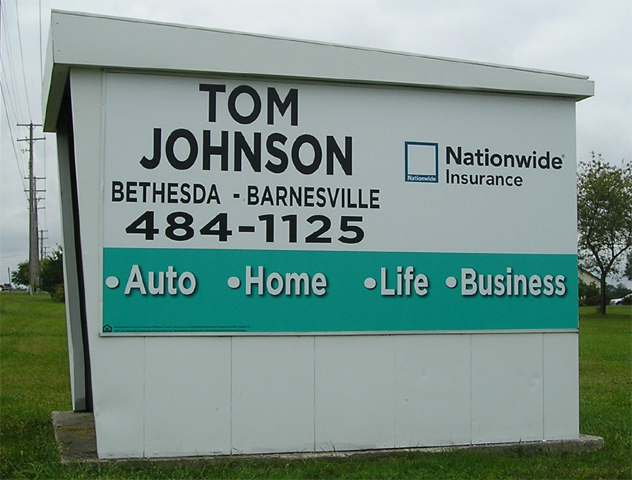 TOM
JOHNSON
BETHESDA - BARNESVILLE
484-1125
Nationwide
Nationwide®
Insurance
•Auto •Home •Life •Business